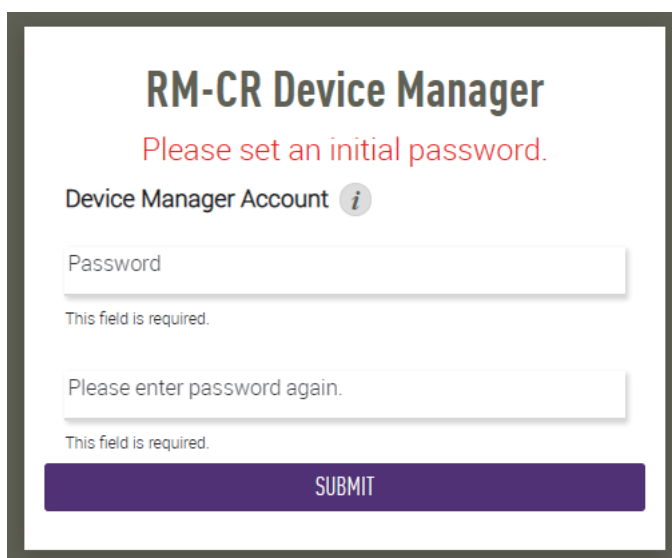 RM-CR Device Manager
Please set an initial password.
Device Manager Account i
Password
This field is required.
Please enter password again.
This field is required.
SUBMIT